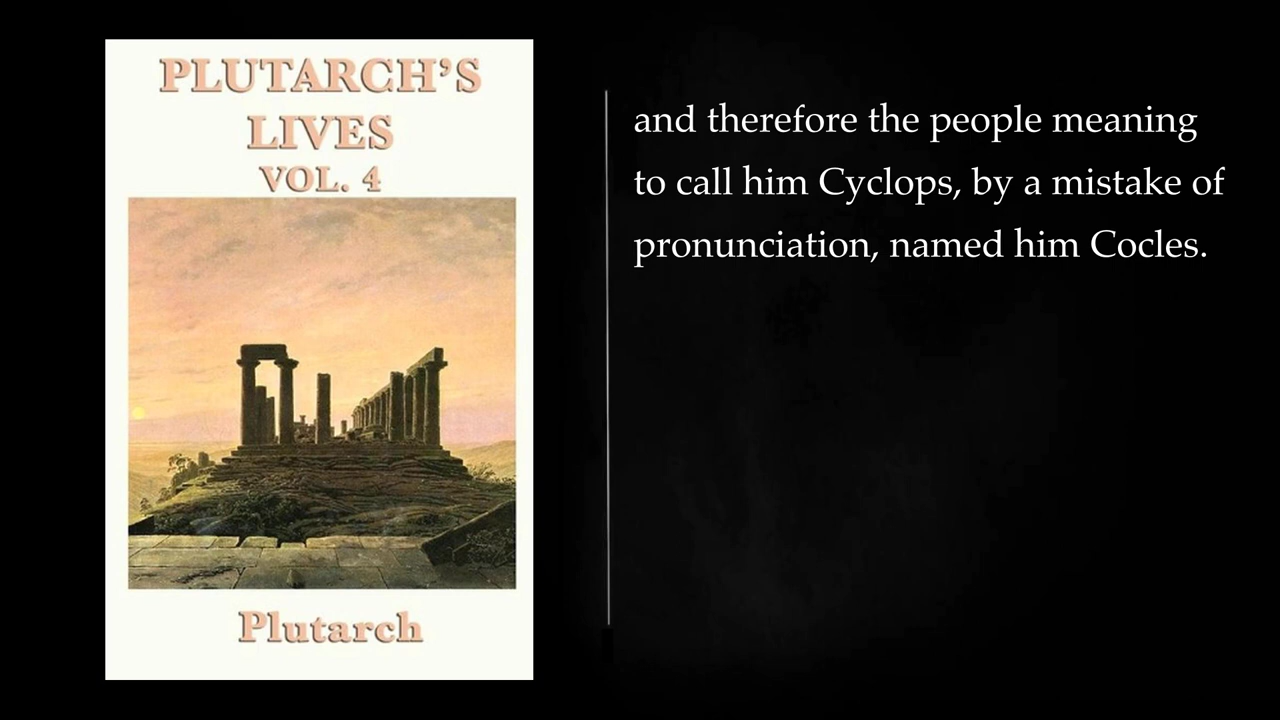 PLUTARCH'S
LIVES
VOL. 4
Plutarch
and therefore the people meaning
to call him Cyclops, by a mistake of
pronunciation, named him Cocles.